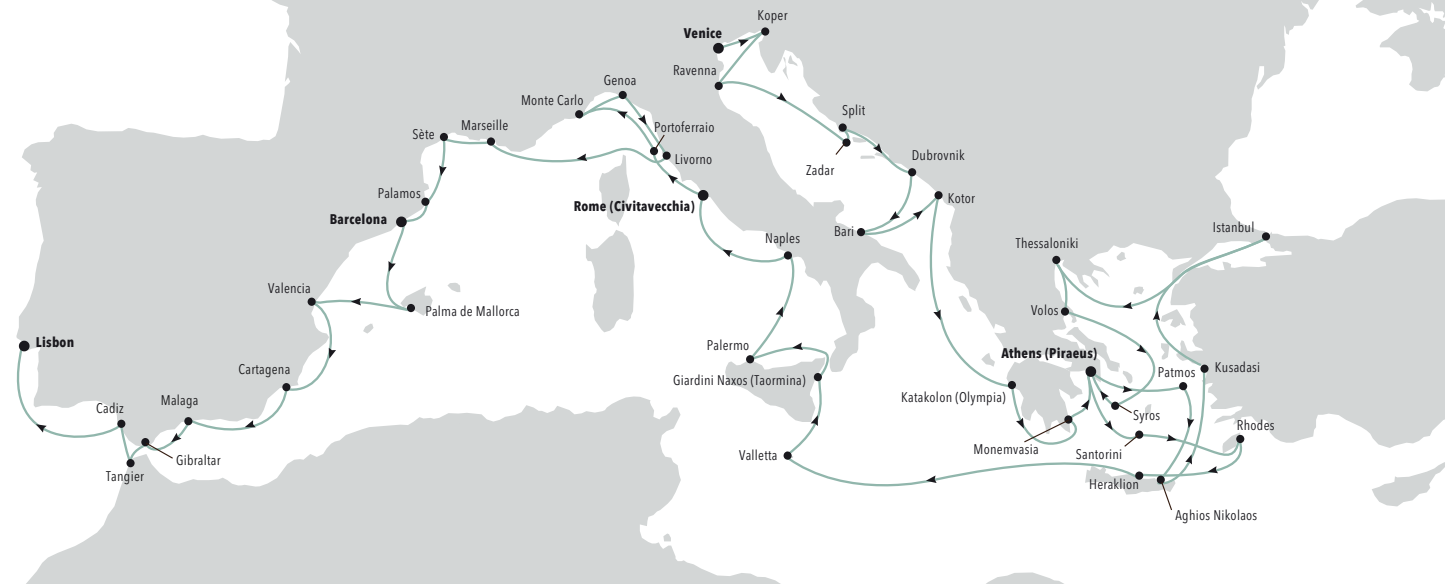 Koper
Venice
Ravenna
Genoa
Monte Carlo
Split
Portoferraio
Sète
Marseille
Livorno
Zadar
Dubrovnik
Palamos
Barcelona
Rome (Civitavecchia)
Kotor
Bari
Naples
Istanbul
Thessaloniki
Valencia
Palma de Mallorca
Volos
Lisbon
Palermo
Athens (Piraeus)
Cartagena
Giardini Naxos (Taormina)
Patmos
Kusadasi
Katakolon (Olympia)
Cadiz
Malaga
Syros
Rhodes
Monemvasia
Santorini
Gibraltar
Valletta
Tangier
Heraklion
Aghios Nikolaos